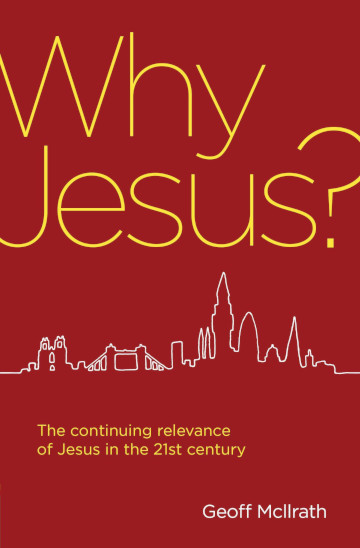 Why
Jesus?
The continuing relevance
of Jesus in the 21st century
Geoff McIlrath